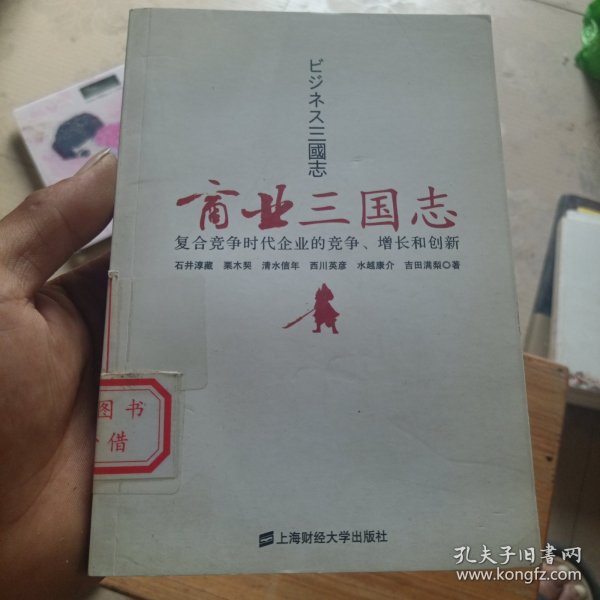 ビジネス三國志
商业三国志
复合竞争时代企业的竞争、增长和创新
石井淳藏 栗木契 清水信年 西川英彦 水越康介 吉田满梨◎著
图书
借
上海财经大学出版社
孔夫子旧书网
www.kongfz.com